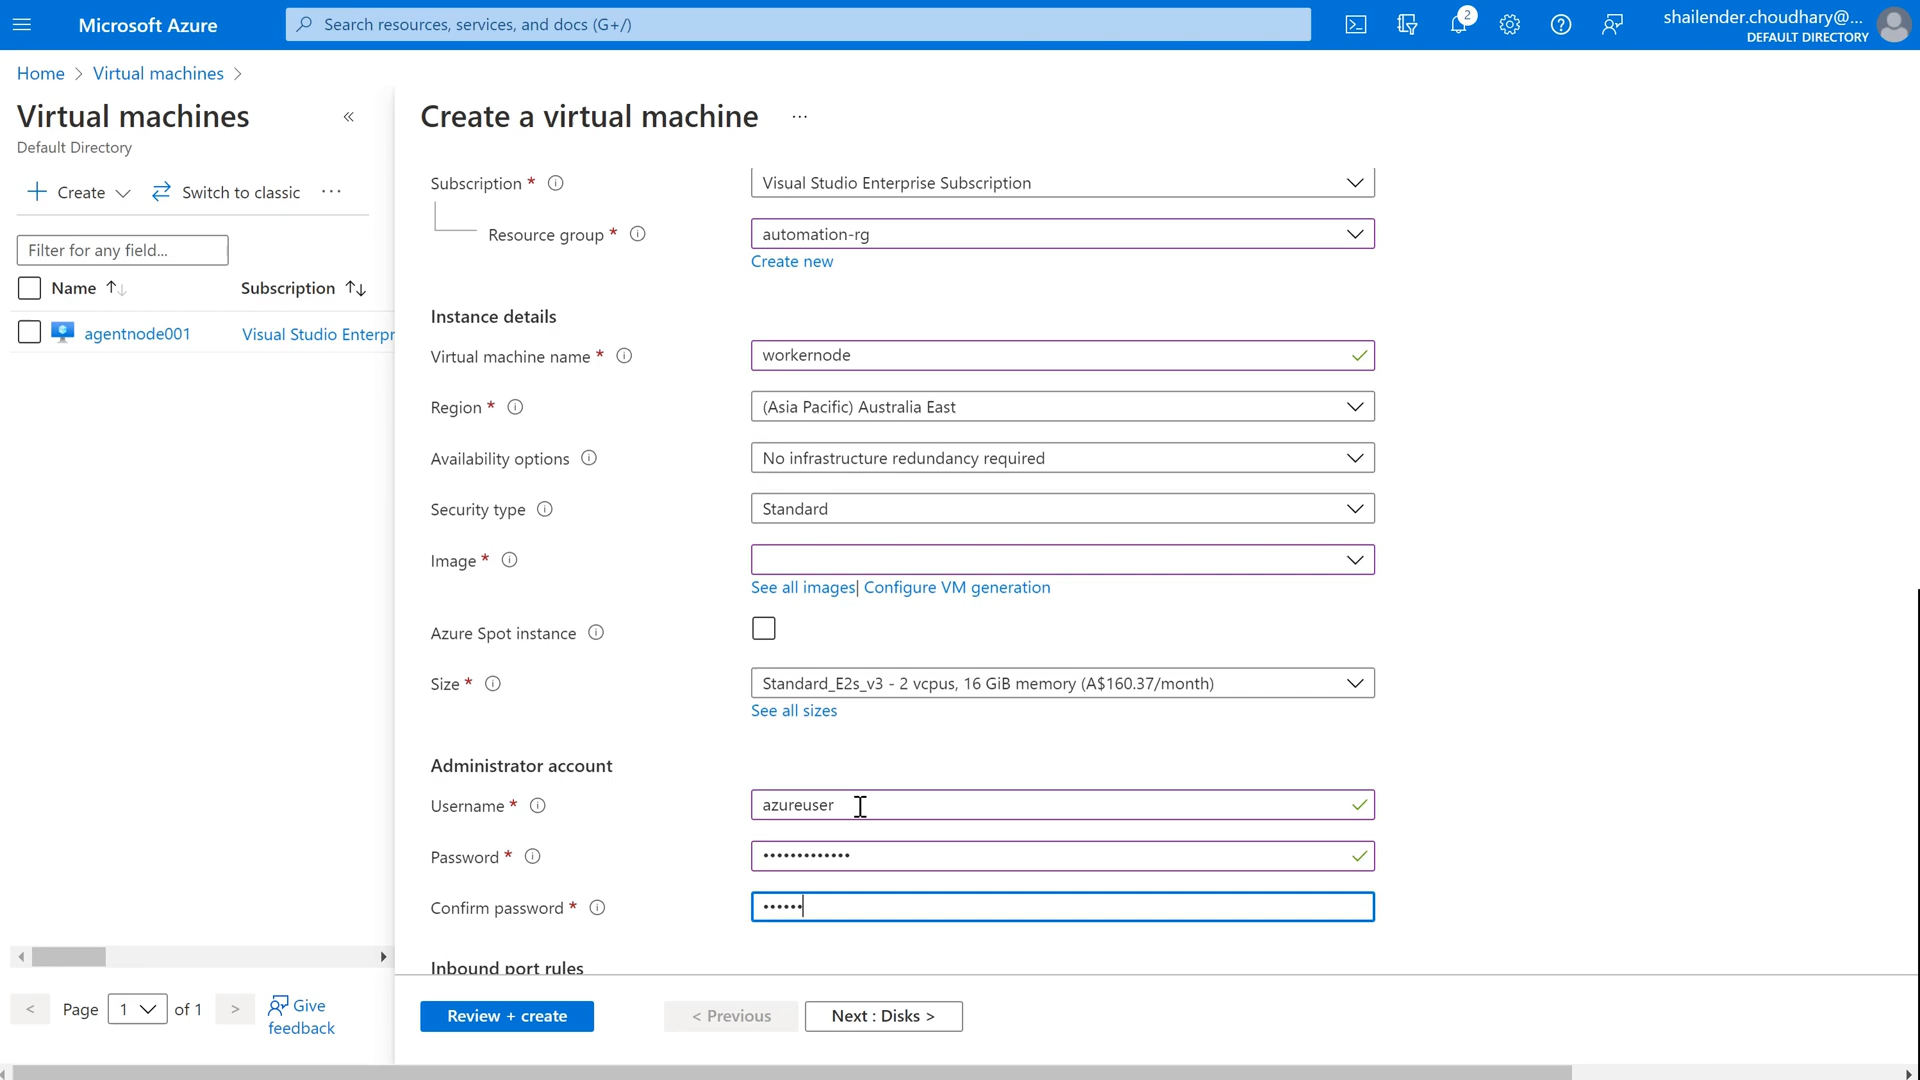 Microsoft Azure
Search resources, services, and docs (G+/)
2
shailender.choudhary@...
DEFAULT DIRECTORY
Home > Virtual machines >
Virtual machines
Default Directory
Create
Switch to classic
...
Filter for any field...
Name ↑↓
Subscription ↑↓
agentnode001
Visual Studio Enterpr
< Page 1 of 1 >
Give feedback
Create a virtual machine ...
Subscription *
Visual Studio Enterprise Subscription
Resource group *
automation-rg
Create new
Instance details
Virtual machine name *
workernode
Region *
(Asia Pacific) Australia East
Availability options
No infrastructure redundancy required
Security type
Standard
Image *
See all images| Configure VM generation
Azure Spot instance
Size *
Standard_E2s_v3 - 2 vcpus, 16 GiB memory (A$160.37/month)
See all sizes
Administrator account
Username *
azureuser
Password *
•••••••••••••
Confirm password *
••••••
Inbound port rules
Review + create
< Previous
Next : Disks >